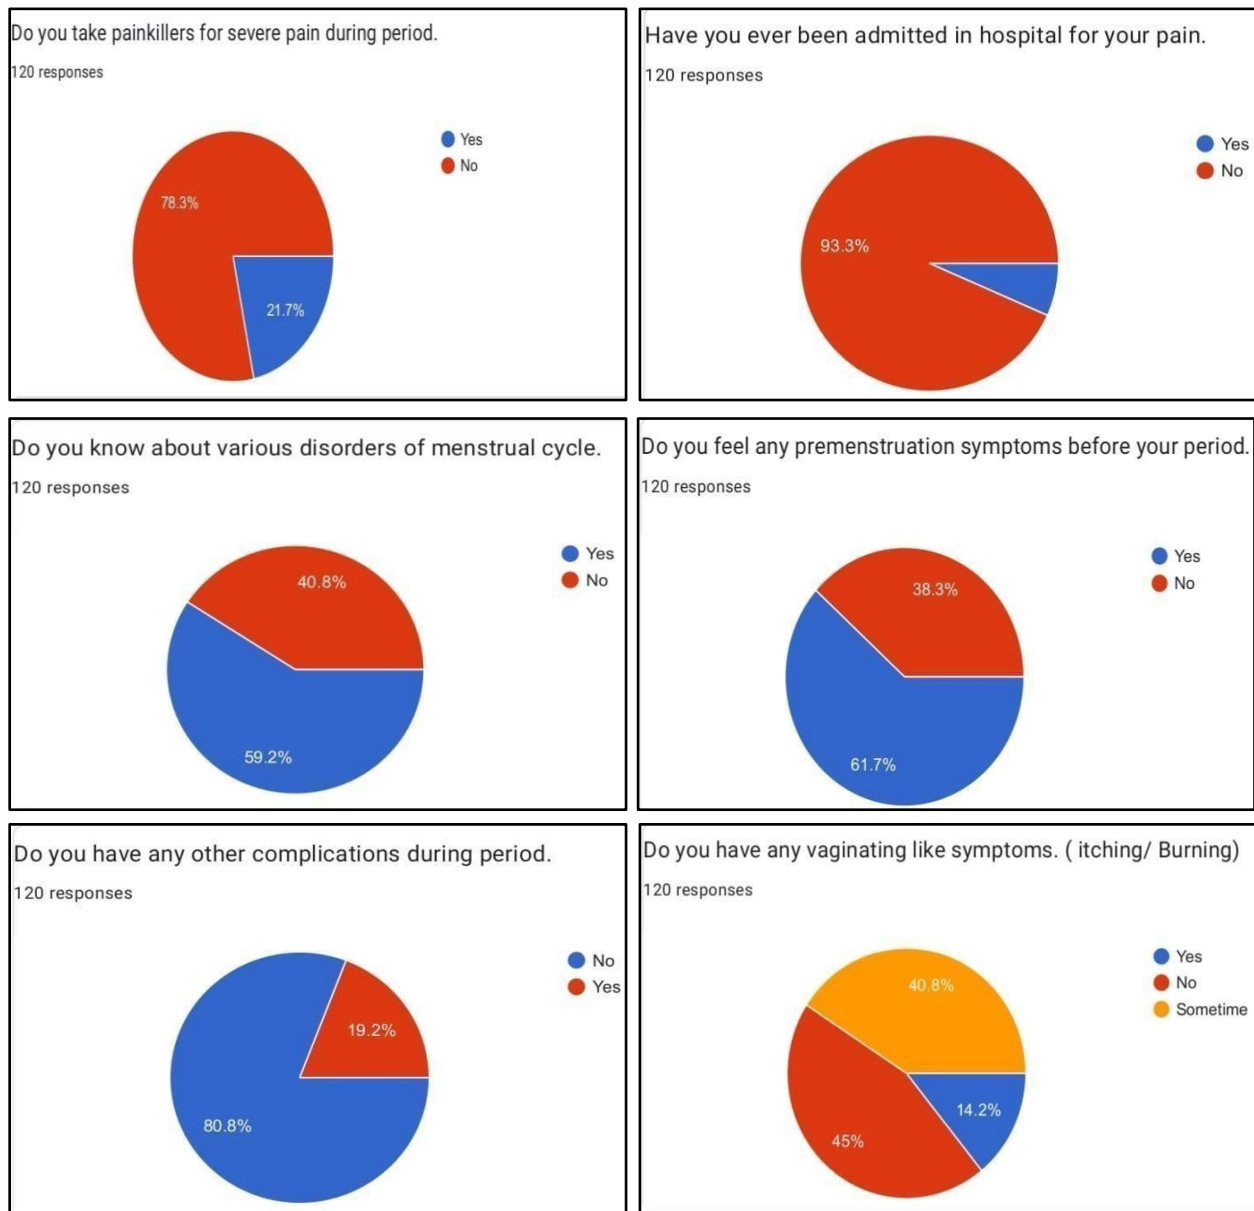 Do you take painkillers for severe pain during period.
120 responses
Yes
No
78.3%
21.7%
Have you ever been admitted in hospital for your pain.
120 responses
Yes
No
93.3%
Do you know about various disorders of menstrual cycle.
120 responses
Yes
No
40.8%
59.2%
Do you feel any premenstruation symptoms before your period.
120 responses
Yes
No
38.3%
61.7%
Do you have any other complications during period.
120 responses
No
Yes
19.2%
80.8%
Do you have any vaginating like symptoms. ( itching/ Burning)
120 responses
Yes
No
Sometime
40.8%
14.2%
45%